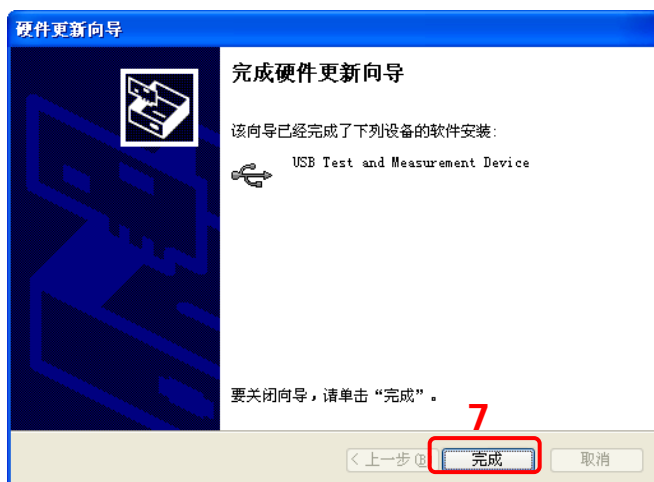 硬件更新向导
完成硬件更新向导
该向导已经完成了下列设备的软件安装:
USB Test and Measurement Device
要关闭向导，请单击“完成”。
7
< 上一步(B) 完成 取消